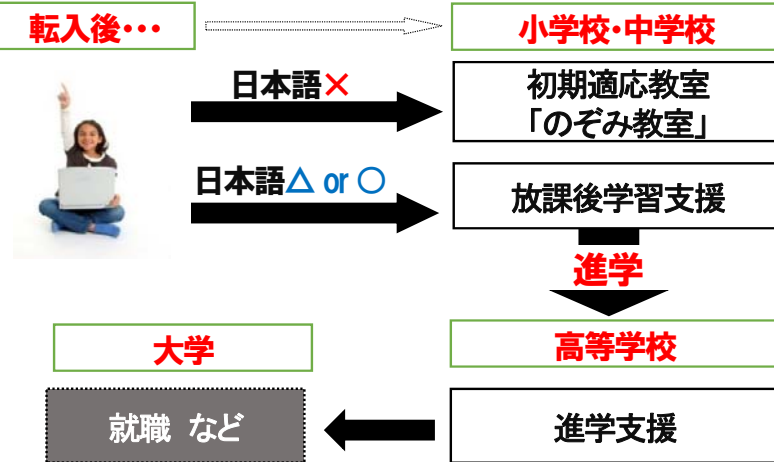 転入後・・・
小学校・中学校
日本語×
初期適応教室
「のぞみ教室」
日本語△ or ○
放課後学習支援
進学
大学
高等学校
就職 など
進学支援